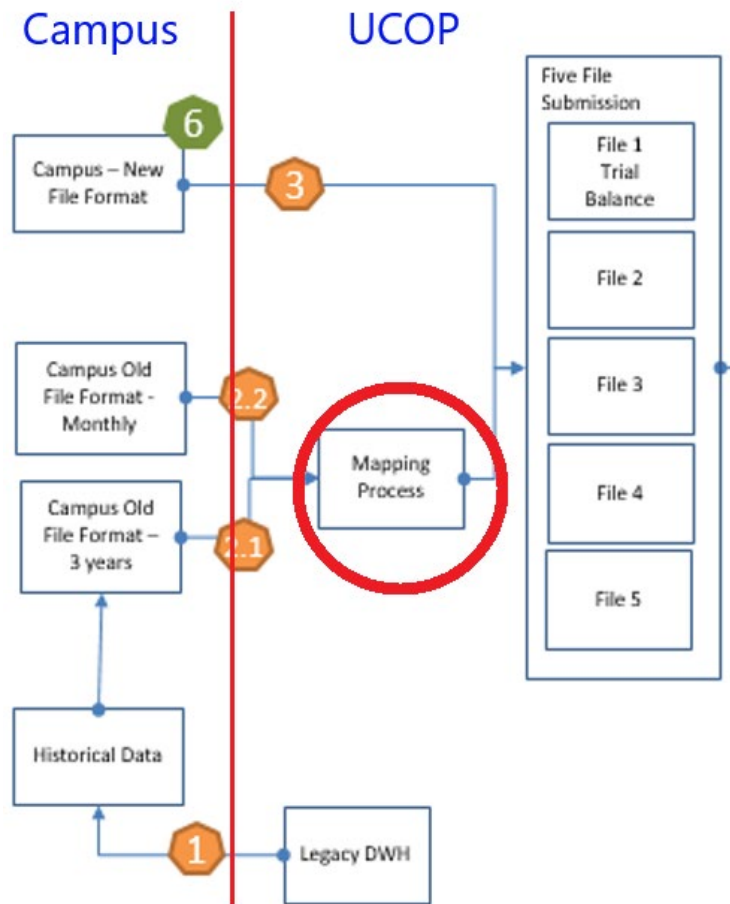 Campus
UCOP
Five File
Submission
6
Campus – New
File Format
3
File 1
Trial
Balance
File 2
Campus Old
File Format -
Monthly
2.2
File 3
Mapping
Process
Campus Old
File Format –
3 years
2.1
File 4
File 5
Historical Data
1
Legacy DWH